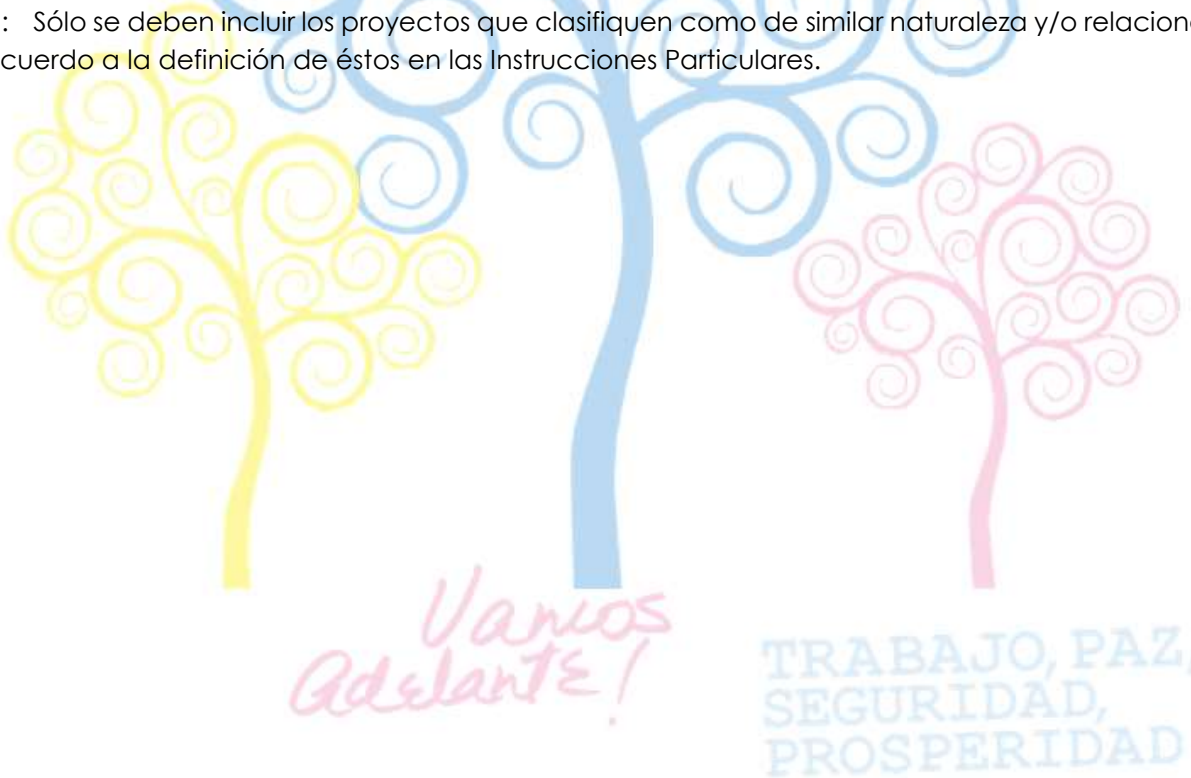 : Sólo se deben incluir los proyectos que clasifiquen como de similar naturaleza y/o relacion
cuerdo a la definición de éstos en las Instrucciones Particulares.
Vamos
adelantE!
TRABAJO, PAZ,
SEGURIDAD,
PROSPERIDAD